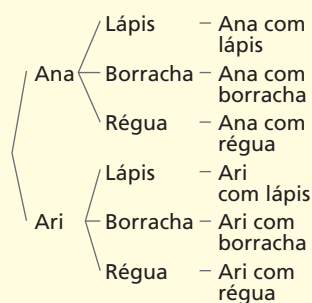 Lápis – Ana com
lápis
Ana Borracha – Ana com
borracha
Régua – Ana com
régua
Lápis – Ari
com lápis
Ari Borracha – Ari com
borracha
Régua – Ari com
régua